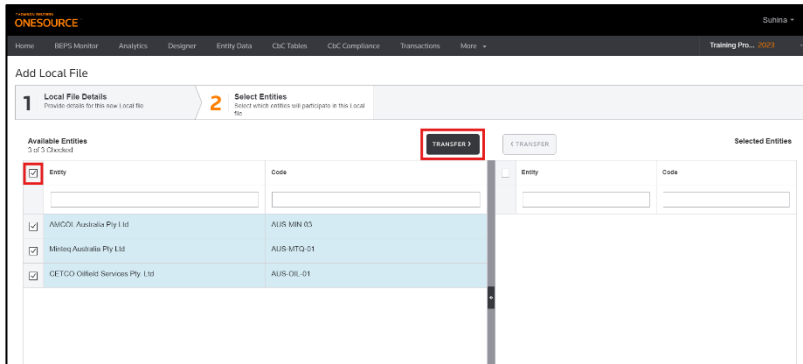 THOMSON REUTERS
ONESOURCE
Suhina
Home BEPS Monitor Analytics Designer Entity Data CbC Tables CbC Compliance Transactions More
Training Pro... 2023
Add Local File
1 Local File Details
Provide details for this new Local file
2 Select Entities
Select which entities will participate in this Local
file
Available Entities
3 of 3 Checked
TRANSFER >
< TRANSFER
Selected Entities
Entity Code
Entity Code
AMCOL Australia Pty Ltd AUS MIN 03
Minteq Australia Pty Ltd AUS-MTQ-01
CETCO Oilfield Services Pty. Ltd AUS-OIL-01